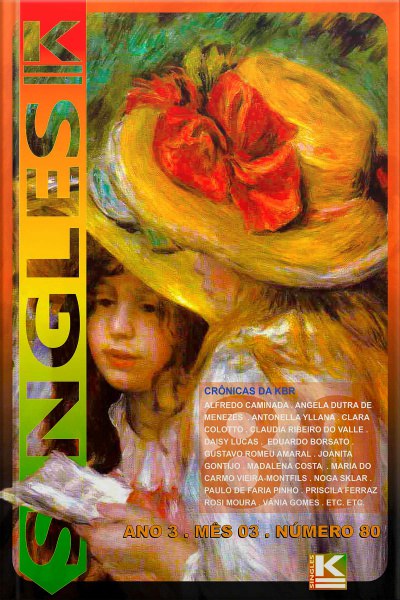 SINGLES K
CRÔNICAS DA KBR
ALFREDO CAMINADA . ANGELA DUTRA DE
MENEZES . ANTONELLA YLLANA . CLARA
COLOTTO . CLAUDIA RIBEIRO DO VALLE .
DAISY LUCAS . EDUARDO BORSATO .
GUSTAVO ROMEU AMARAL . JOANITA
GONTIJO . MADALENA COSTA . MARIA DO
CARMO VIEIRA-MONTFILS . NOGA SKLAR .
PAULO DE FARIA PINHO . PRISCILA FERRAZ
ROSI MOURA . VÂNIA GOMES . ETC. ETC.
ANO 3 . MÊS 03 . NÚMERO 80
SINGLES K